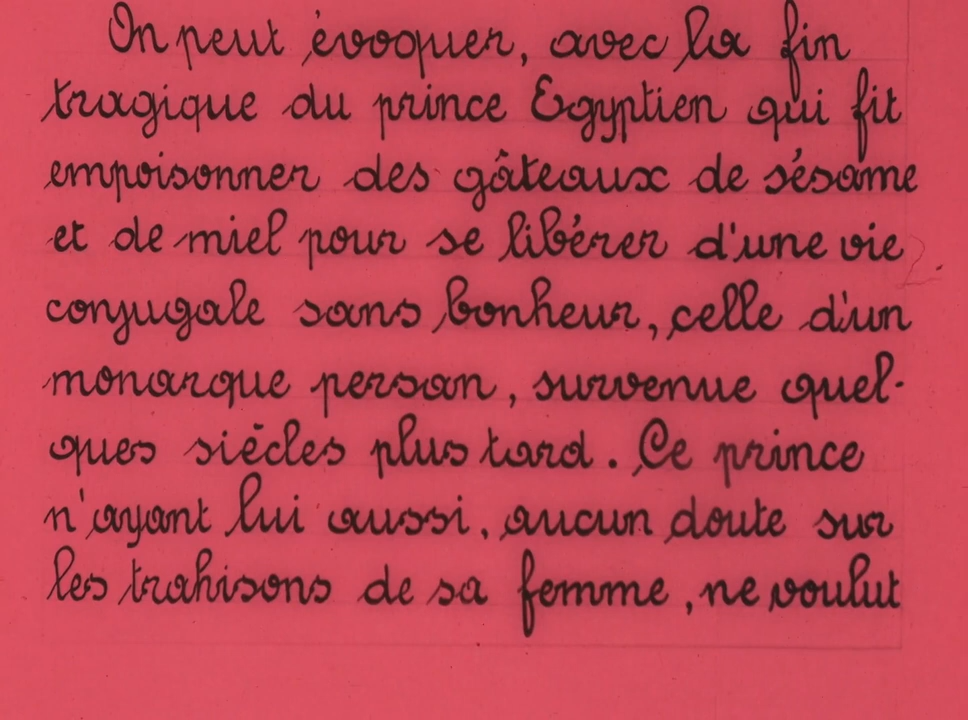 On peut évoquer, avec la fin
tragique du prince Egyptien qui fit
empoisonner des gâteaux de sésame
et de miel pour se libérer d'une vie
conjugale sans bonheur, celle d'un
monarque persan, survenue quel-
ques siècles plus tard. Ce prince
n'ayant lui aussi, aucun doute sur
les trahisons de sa femme, ne voulut